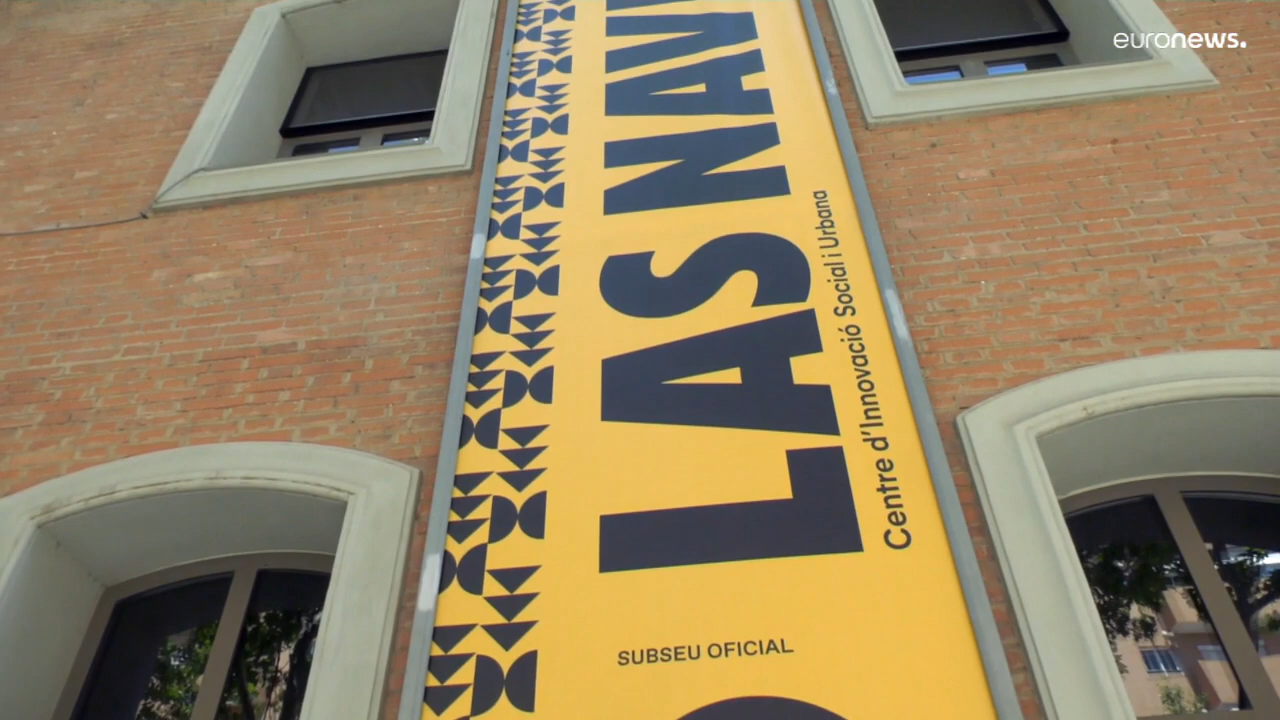 euronews.
LAS NAV
Centre d'Innovació Social i Urbana
SUBSEU OFICIAL